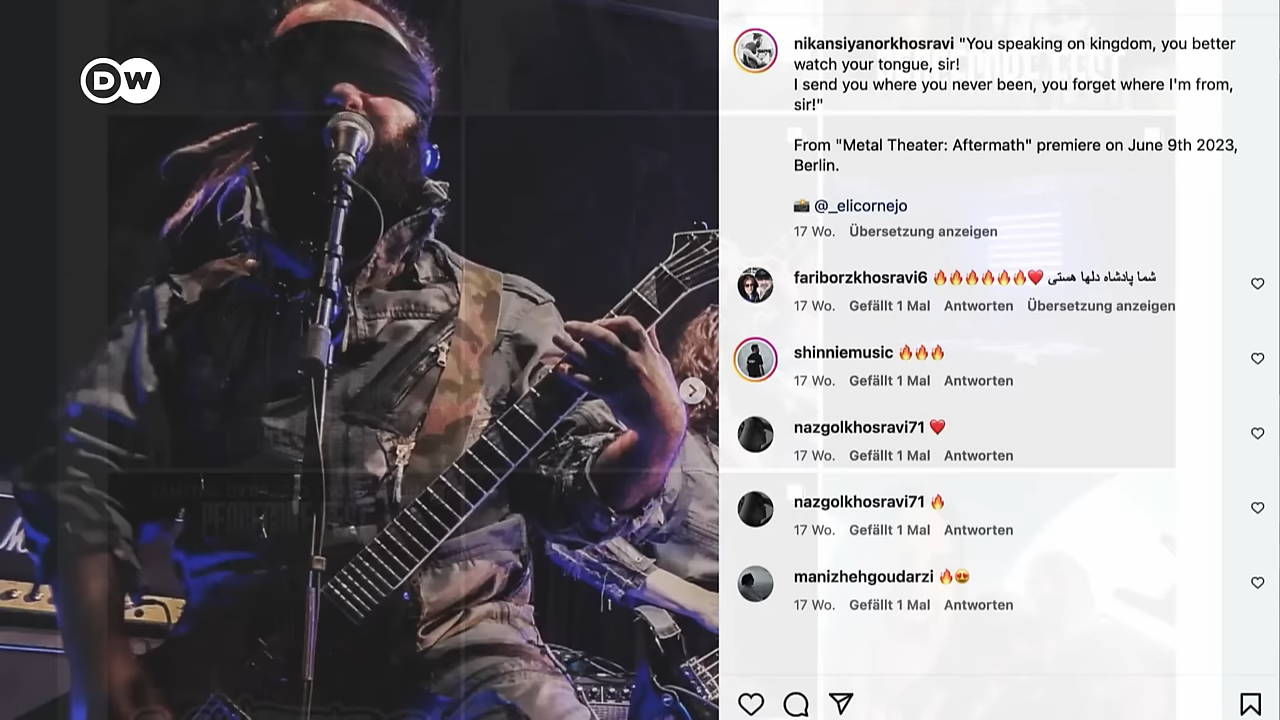 DW
nikansiyanorkhosravi "You speaking on kingdom, you better
watch your tongue, sir!
I send you where you never been, you forget where I'm from,
sir!"
From "Metal Theater: Aftermath" premiere on June 9th 2023,
Berlin.
📸 @_elicornejo
17 Wo. Übersetzung anzeigen
fariborzkhosravi6 🔥🔥🔥🔥🔥🔥❤️ شما پادشاه دلها هستی
17 Wo. Gefällt 1 Mal Antworten Übersetzung anzeigen
shinniemusic 🔥🔥🔥
17 Wo. Gefällt 1 Mal Antworten
nazgolkhosravi71 ❤️
17 Wo. Gefällt 1 Mal Antworten
nazgolkhosravi71 🔥
17 Wo. Gefällt 1 Mal Antworten
manizhehgoudarzi 🔥😍
17 Wo. Gefällt 1 Mal Antworten